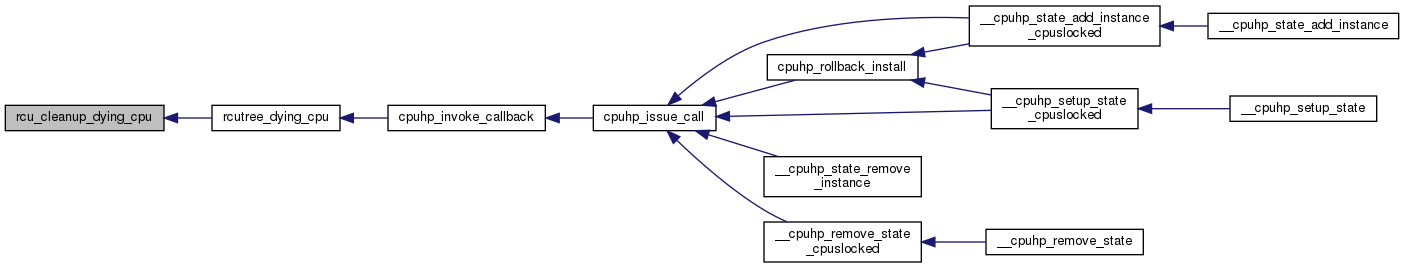 rcu_cleanup_dying_cpu
rcutree_dying_cpu
cpuhp_invoke_callback
cpuhp_issue_call
__cpuhp_state_add_instance
_cpuslocked
__cpuhp_state_add_instance
cpuhp_rollback_install
__cpuhp_setup_state
_cpuslocked
__cpuhp_setup_state
__cpuhp_state_remove
_instance
__cpuhp_remove_state
_cpuslocked
__cpuhp_remove_state